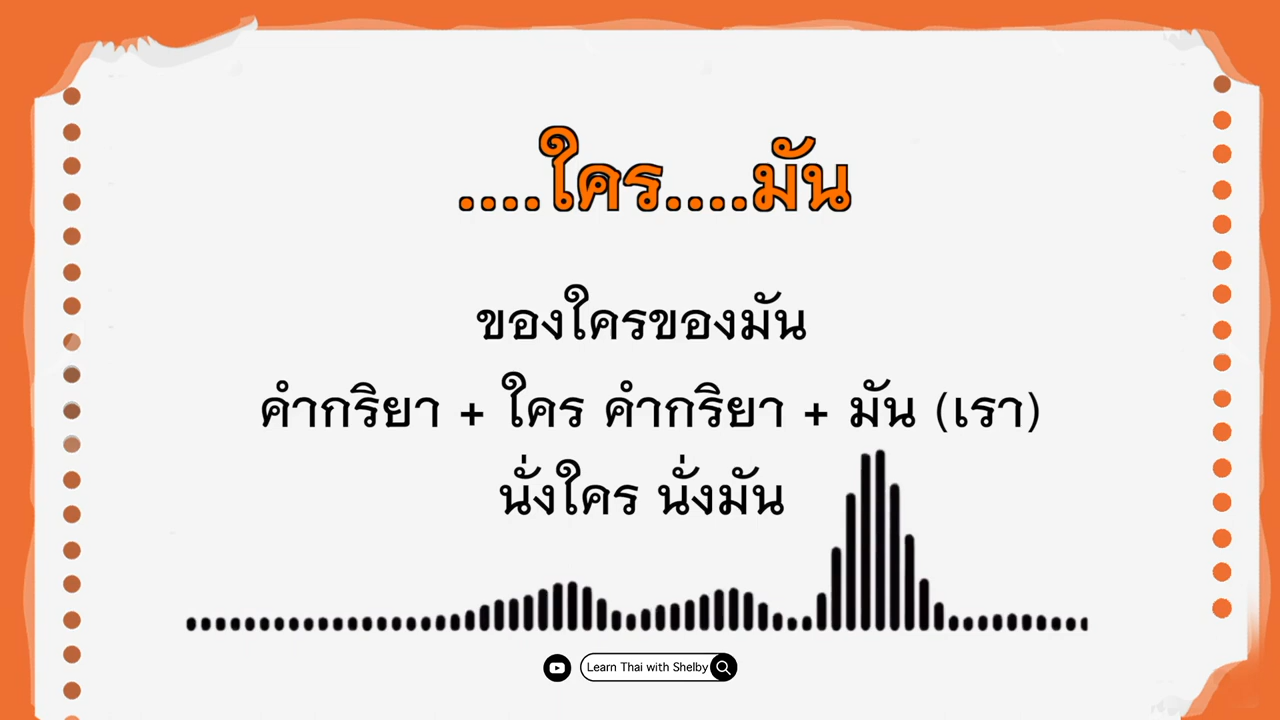 ....ใคร....มัน
ของใครของมัน
คำกริยา + ใคร คำกริยา + มัน (เรา)
นั่งใคร นั่งมัน
Learn Thai with Shelby